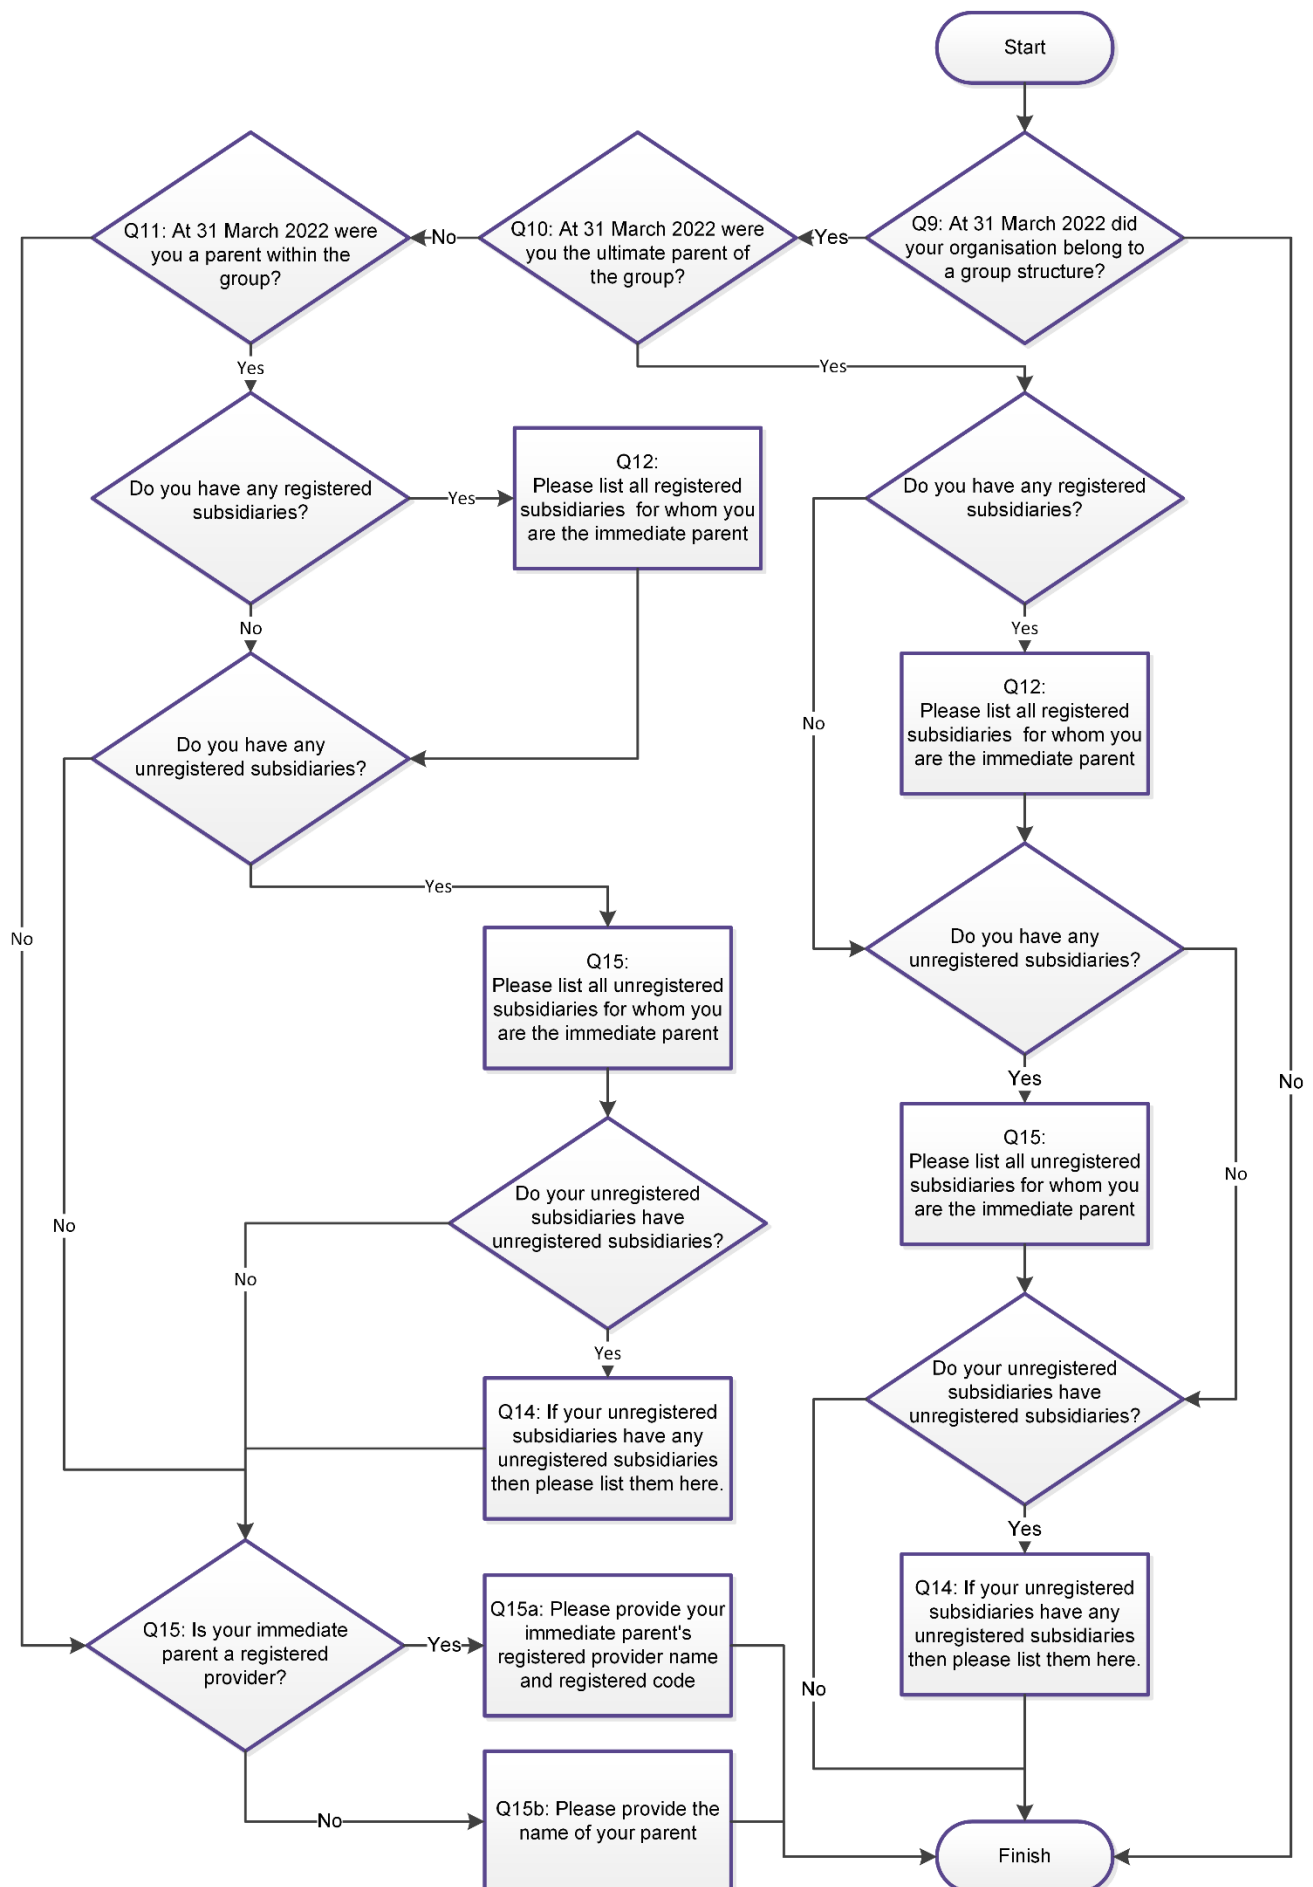 Start
Q9: At 31 March 2022 did
your organisation belong to
a group structure?
Yes
Q10: At 31 March 2022 were
you the ultimate parent of
the group?
No
Q11: At 31 March 2022 were
you a parent within the
group?
Yes
Yes
Do you have any registered
subsidiaries?
Yes
Q12:
Please list all registered
subsidiaries for whom you
are the immediate parent
Do you have any registered
subsidiaries?
No
Yes
Do you have any
unregistered subsidiaries?
No
Q12:
Please list all registered
subsidiaries for whom you
are the immediate parent
Yes
No
Q15:
Please list all unregistered
subsidiaries for whom you
are the immediate parent
Do you have any
unregistered subsidiaries?
Yes
No
Q15:
Please list all unregistered
subsidiaries for whom you
are the immediate parent
No
No
Do your unregistered
subsidiaries have
unregistered subsidiaries?
No
Yes
Do your unregistered
subsidiaries have
unregistered subsidiaries?
Q14: If your unregistered
subsidiaries have any
unregistered subsidiaries
then please list them here.
Yes
Q14: If your unregistered
subsidiaries have any
unregistered subsidiaries
then please list them here.
No
Q15: Is your immediate
parent a registered
provider?
Yes
Q15a: Please provide your
immediate parent's
registered provider name
and registered code
No
Q15b: Please provide the
name of your parent
Finish